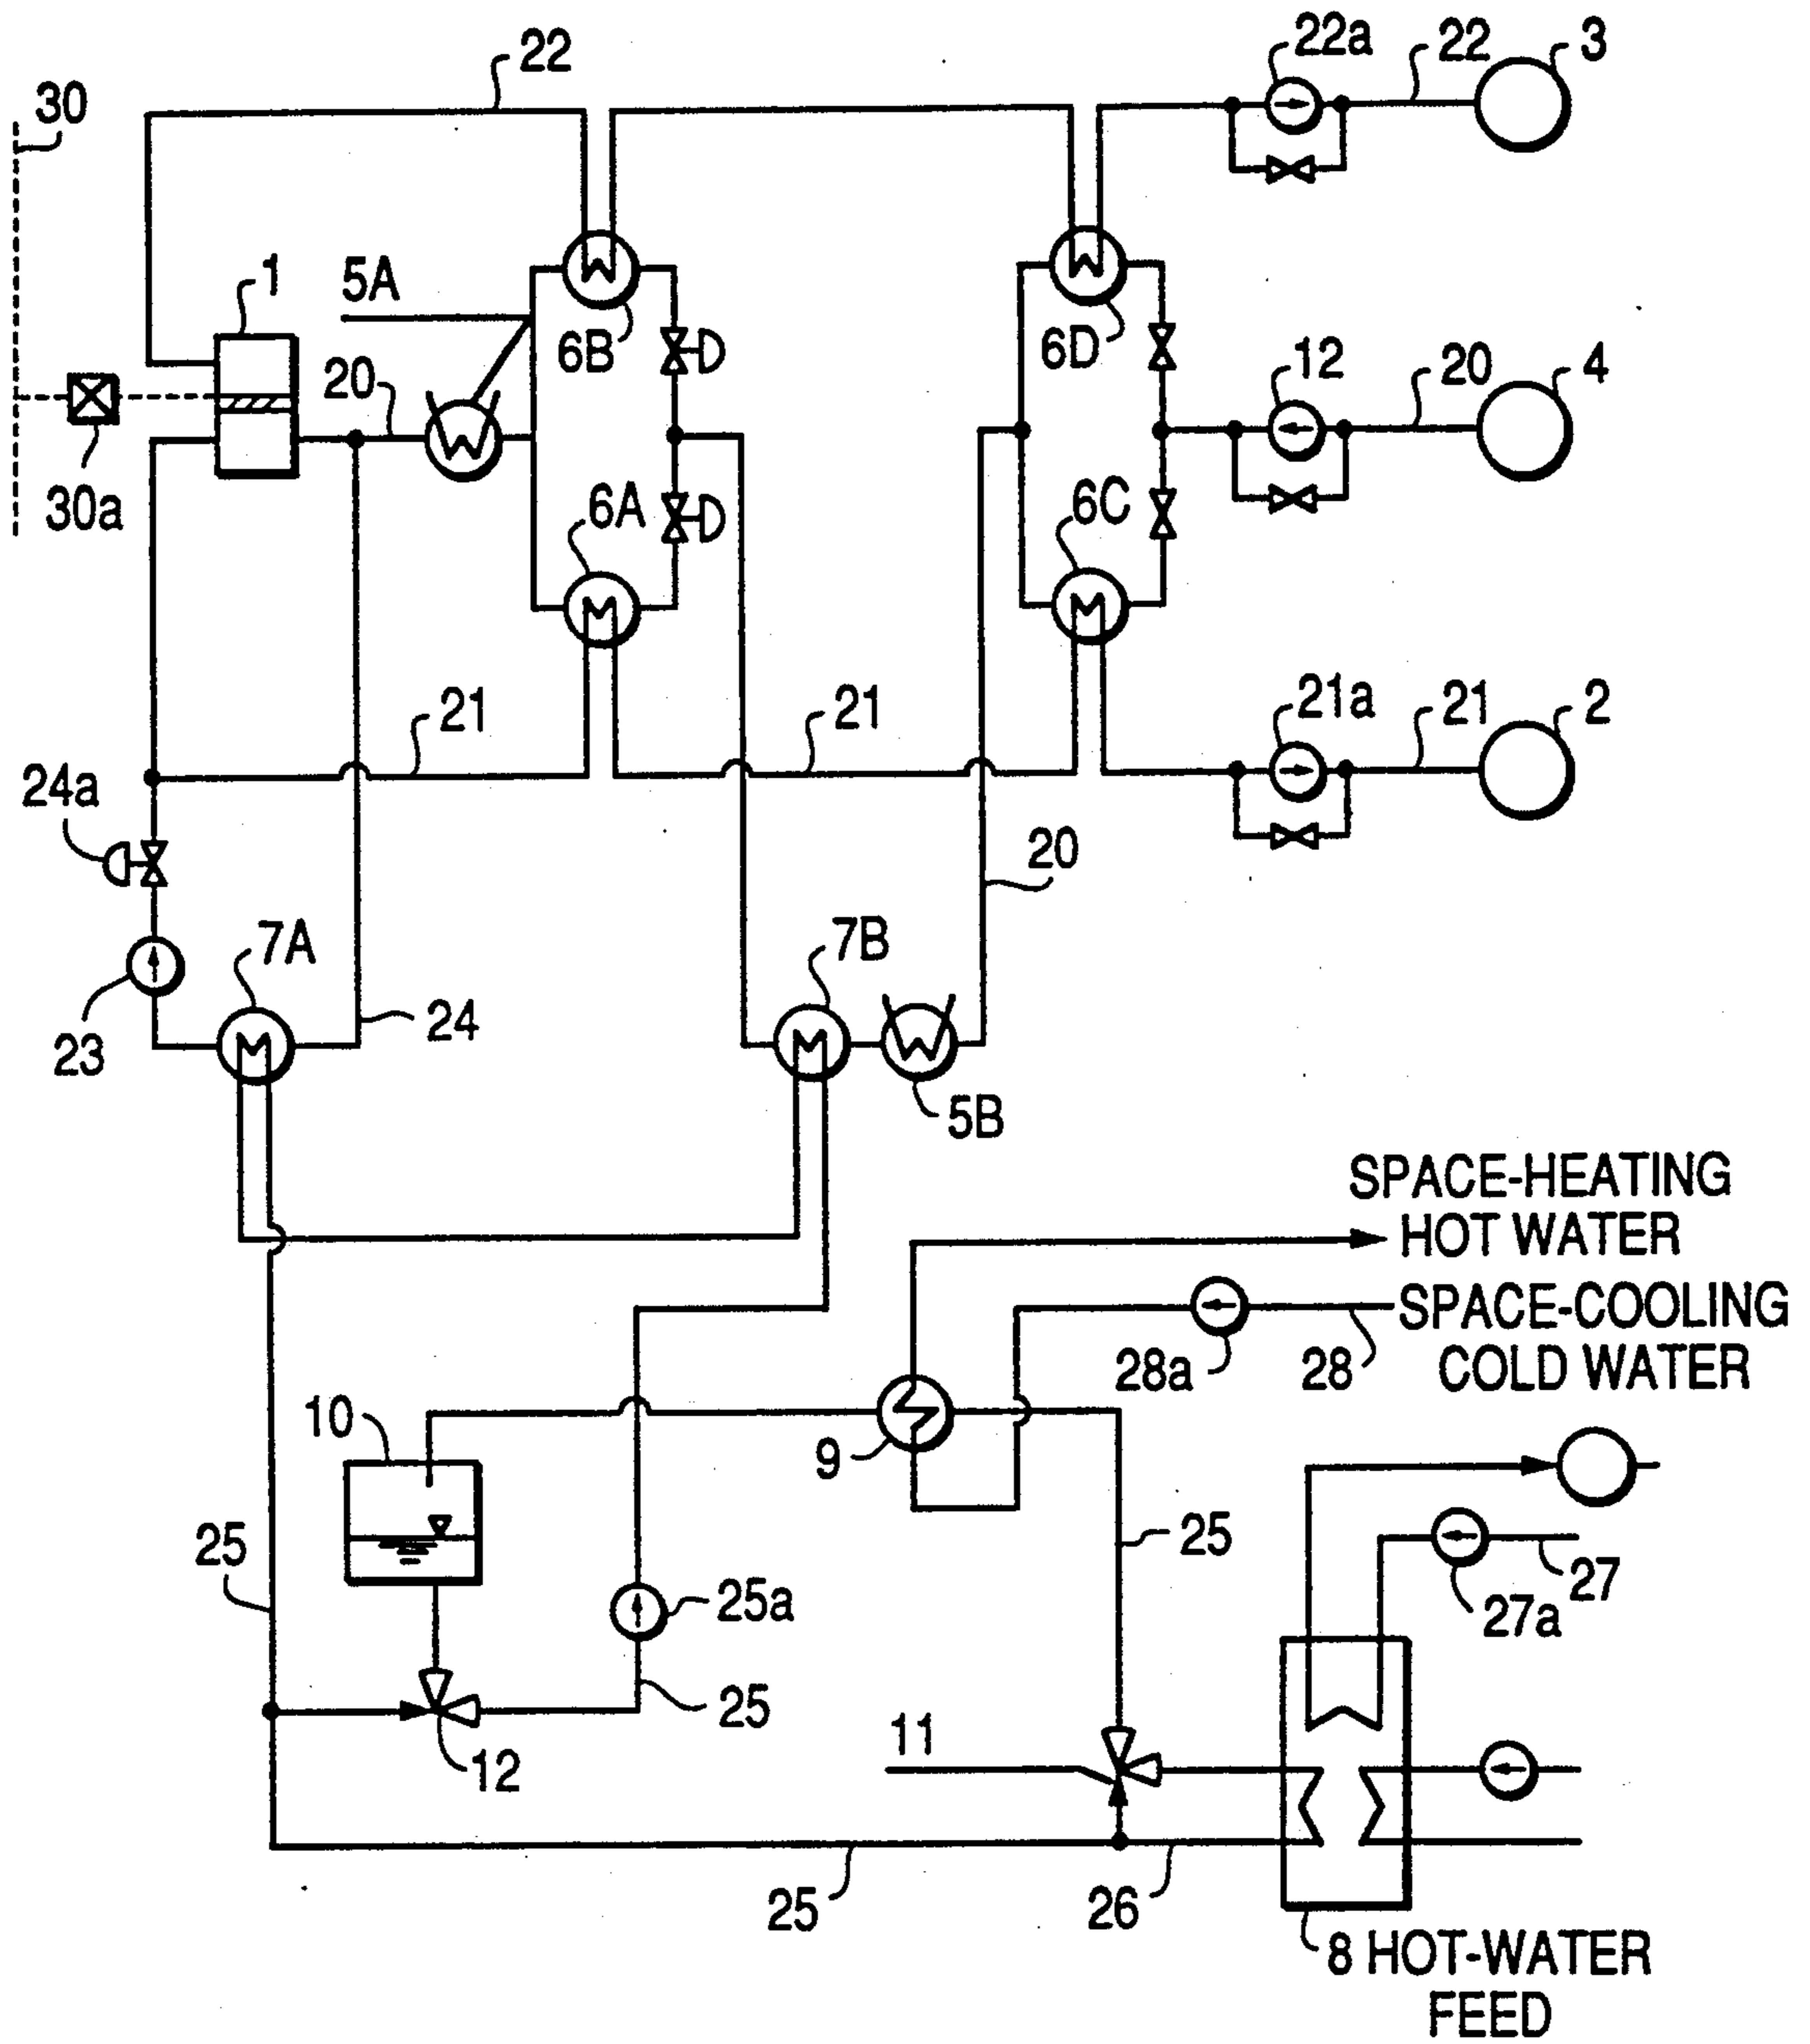 22
22a
22
3
30
1
5A
6B
6D
12
20
4
20
30a
6A
6C
21
21
21a
21
2
24a
20
7A
7B
23
24
5B
SPACE-HEATING
HOT WATER
SPACE-COOLING
COLD WATER
28a
28
10
9
25
25
27
25a
27a
25
11
12
25
26
8 HOT-WATER
FEED